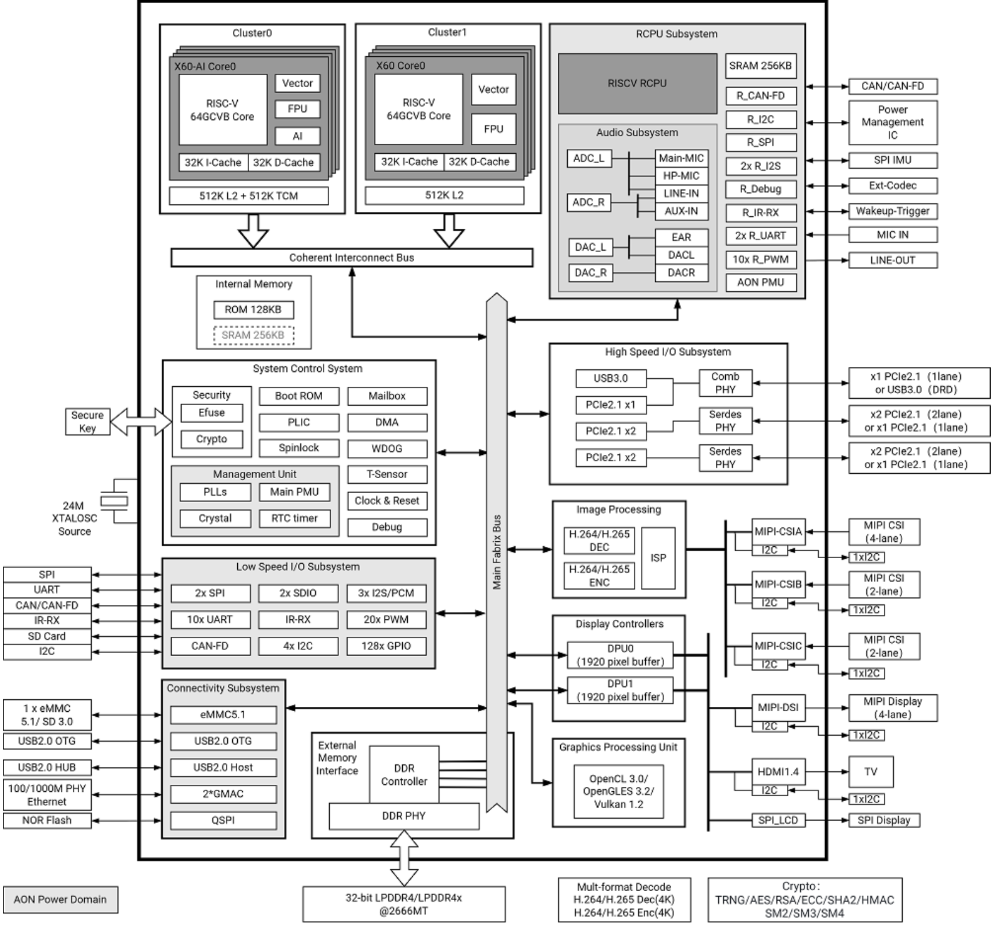 Cluster0
X60-AI Core0
RISC-V
64GCVB Core
Vector
FPU
AI
32K I-Cache
32K D-Cache
512K L2 + 512K TCM
Cluster1
X60 Core0
RISC-V
64GCVB Core
Vector
FPU
32K I-Cache
32K D-Cache
512K L2
Coherent Interconnect Bus
Internal Memory
ROM 128KB
SRAM 256KB
RCPU Subsystem
RISCV RCPU
Audio Subsystem
ADC_L
ADC_R
DAC_L
DAC_R
Main-MIC
HP-MIC
LINE-IN
AUX-IN
EAR
DACL
DACR
SRAM 256KB
R_CAN-FD
R_I2C
R_SPI
2x R_I2S
R_Debug
R_IR-RX
2x R_UART
10x R_PWM
AON PMU
CAN/CAN-FD
Power
Management
IC
SPI IMU
Ext-Codec
Wakeup-Trigger
MIC IN
LINE-OUT
System Control System
Security
Efuse
Crypto
Boot ROM
PLIC
Spinlock
Mailbox
DMA
WDOG
T-Sensor
Clock & Reset
Debug
Management Unit
PLLs
Main PMU
Crystal
RTC timer
Secure
Key
24M
XTALOSC
Source
Main Fabrix Bus
High Speed I/O Subsystem
USB3.0
PCIe2.1 x1
PCIe2.1 x2
PCIe2.1 x2
Comb
PHY
Serdes
PHY
Serdes
PHY
x1 PCIe2.1 (1lane)
or USB3.0 (DRD)
x2 PCIe2.1 (2lane)
or x1 PCIe2.1 (1lane)
x2 PCIe2.1 (2lane)
or x1 PCIe2.1 (1lane)
Low Speed I/O Subsystem
2x SPI
2x SDIO
3x I2S/PCM
10x UART
IR-RX
20x PWM
CAN-FD
4x I2C
128x GPIO
SPI
UART
CAN/CAN-FD
IR-RX
SD Card
I2C
Image Processing
H.264/H.265
DEC
H.264/H.265
ENC
ISP
MIPI-CSIA
I2C
MIPI CSI
(4-lane)
1xI2C
MIPI-CSIB
I2C
MIPI CSI
(2-lane)
1xI2C
MIPI-CSIC
I2C
MIPI CSI
(2-lane)
1xI2C
Display Controllers
DPU0
(1920 pixel buffer)
DPU1
(1920 pixel buffer)
MIPI-DSI
I2C
MIPI Display
(4-lane)
1xI2C
HDMI1.4
I2C
TV
1xI2C
SPI_LCD
SPI Display
Connectivity Subsystem
eMMC5.1
USB2.0 OTG
USB2.0 Host
2*GMAC
QSPI
1 x eMMC
5.1/ SD 3.0
USB2.0 OTG
USB2.0 HUB
100/1000M PHY
Ethernet
NOR Flash
External
Memory
Interface
DDR
Controller
DDR PHY
Graphics Processing Unit
OpenCL 3.0/
OpenGLES 3.2/
Vulkan 1.2
AON Power Domain
32-bit LPDDR4/LPDDR4x
@2666MT
Mult-format Decode
H.264/H.265 Dec(4K)
H.264/H.265 Enc(4K)
Crypto:
TRNG/AES/RSA/ECC/SHA2/HMAC
SM2/SM3/SM4